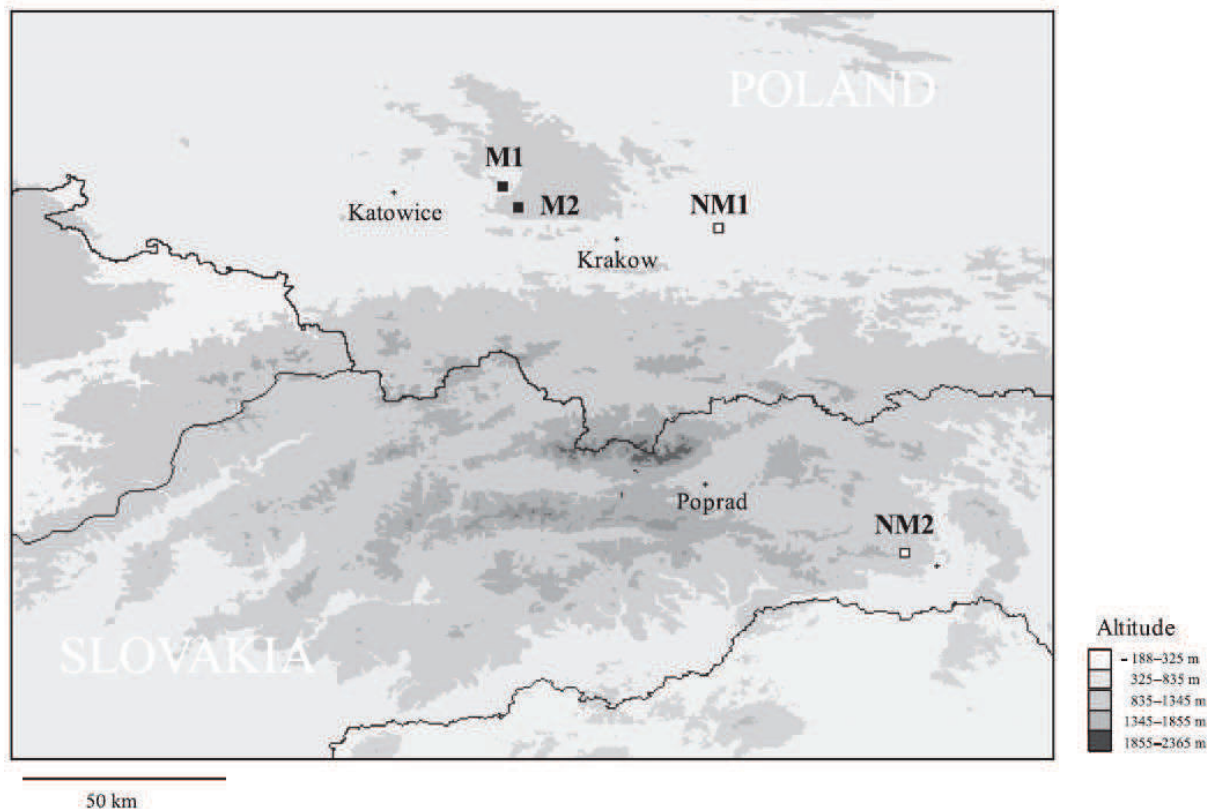 POLAND
M1
M2
Katowice
NM1
Krakow
Poprad
NM2
SLOVAKIA
Altitude
- 188–325 m
325–835 m
835–1345 m
1345–1855 m
1855–2365 m
50 km